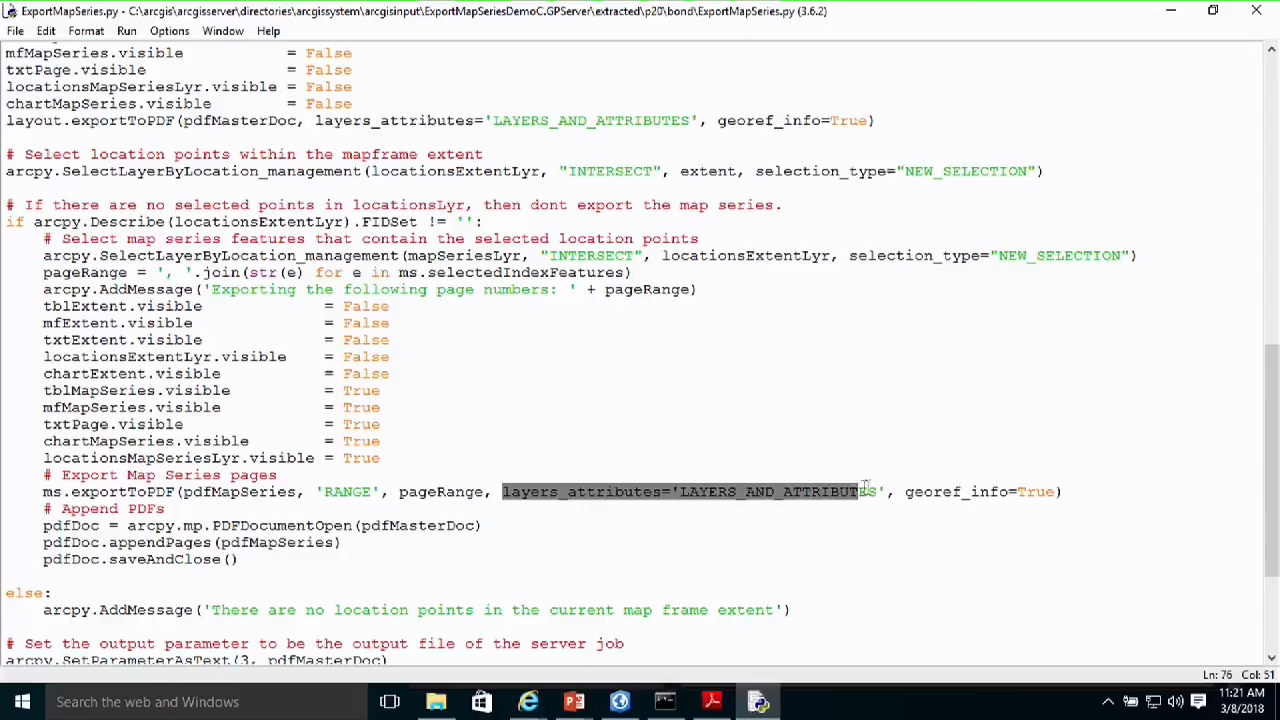 ExportMapSeries.py - C:\arcgis\arcgisserver\directories\arcgissystem\arcgisinput\ExportMapSeriesDemoC.GPServer\extracted\p20\bond\ExportMapSeries.py (3.6.2)
File Edit Format Run Options Window Help
mfMapSeries.visible = False
txtPage.visible = False
locationsMapSeriesLyr.visible = False
chartMapSeries.visible = False
layout.exportToPDF(pdfMasterDoc, layers_attributes='LAYERS_AND_ATTRIBUTES', georef_info=True)
# Select location points within the mapframe extent
arcpy.SelectLayerByLocation_management(locationsExtentLyr, "INTERSECT", extent, selection_type="NEW_SELECTION")
# If there are no selected points in locationsLyr, then dont export the map series.
if arcpy.Describe(locationsExtentLyr).FIDSet != '':
# Select map series features that contain the selected location points
arcpy.SelectLayerByLocation_management(mapSeriesLyr, "INTERSECT", locationsExtentLyr, selection_type="NEW_SELECTION")
pageRange = ', '.join(str(e) for e in ms.selectedIndexFeatures)
arcpy.AddMessage('Exporting the following page numbers: ' + pageRange)
tblExtent.visible = False
mfExtent.visible = False
txtExtent.visible = False
locationsExtentLyr.visible = False
chartExtent.visible = False
tblMapSeries.visible = True
mfMapSeries.visible = True
txtPage.visible = True
chartMapSeries.visible = True
locationsMapSeriesLyr.visible = True
# Export Map Series pages
ms.exportToPDF(pdfMapSeries, 'RANGE', pageRange, layers_attributes='LAYERS_AND_ATTRIBUTES', georef_info=True)
# Append PDFs
pdfDoc = arcpy.mp.PDFDocumentOpen(pdfMasterDoc)
pdfDoc.appendPages(pdfMapSeries)
pdfDoc.saveAndClose()
else:
arcpy.AddMessage('There are no location points in the current map frame extent')
# Set the output parameter to be the output file of the server job
arcpy.SetParameterAsText(3, pdfMasterDoc)
Ln: 76 Col: 51
Search the web and Windows
11:21 AM
3/8/2018